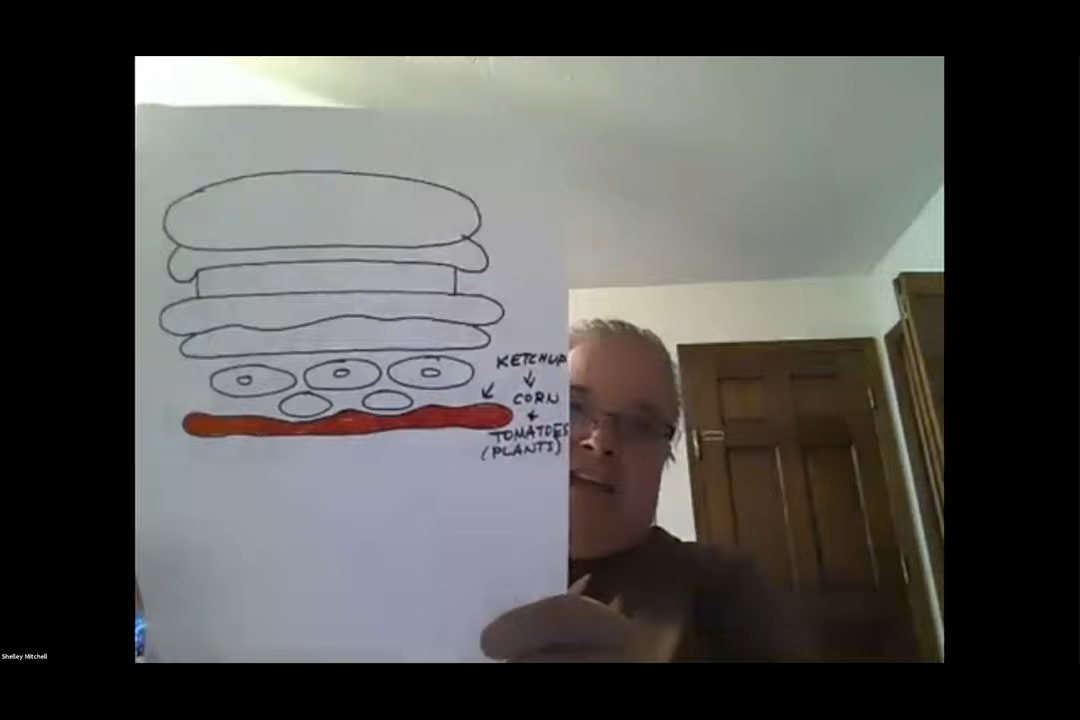 KETCHUP
CORN
+
TOMATOES
(PLANTS)
Shelley Mitchell